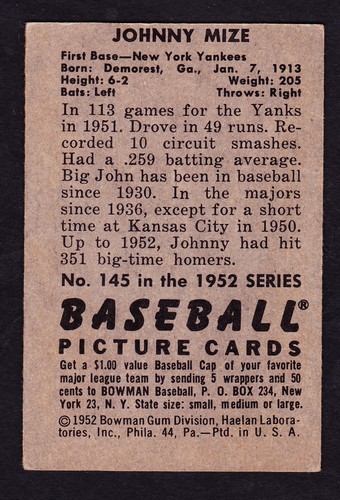 JOHNNY MIZE
First Base—New York Yankees
Born: Demorest, Ga., Jan. 7, 1913
Height: 6-2 Weight: 205
Bats: Left Throws: Right
In 113 games for the Yanks
in 1951. Drove in 49 runs. Re-
corded 10 circuit smashes.
Had a .259 batting average.
Big John has been in baseball
since 1930. In the majors
since 1936, except for a short
time at Kansas City in 1950.
Up to 1952, Johnny had hit
351 big-time homers.
No. 145 in the 1952 SERIES
BASEBALL®
PICTURE CARDS
Get a $1.00 value Baseball Cap of your favorite
major league team by sending 5 wrappers and 50
cents to BOWMAN Baseball, P. O. BOX 234, New
York 23, N. Y. State size: small, medium or large.
©1952 Bowman Gum Division, Haelan Labora-
tories, Inc., Phila. 44, Pa.—Ptd. in U. S. A.